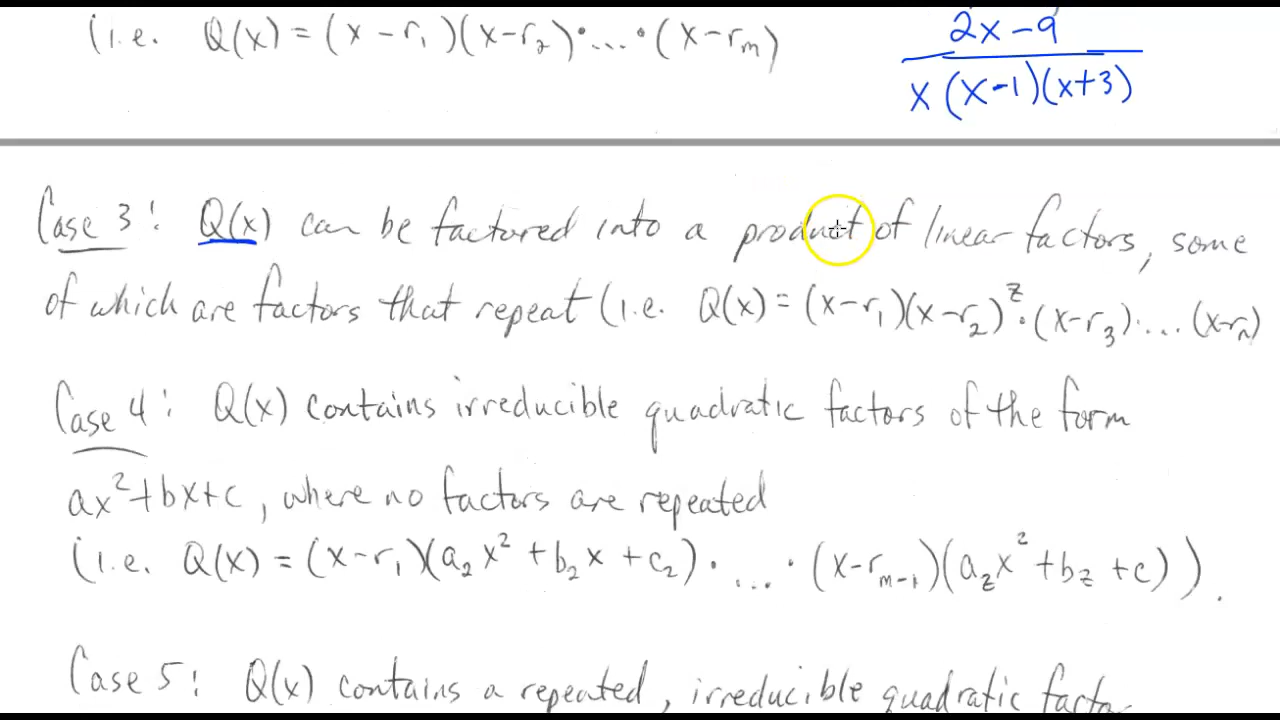 (i.e. Q(x) = (x-r₁)(x-r₂)·...·(x-rₘ)
2x-9
x(x-1)(x+3)
Case 3: Q(x) can be factored into a product of linear factors, some
of which are factors that repeat (i.e. Q(x) = (x-r₁)(x-r₂)²·(x-r₃)·...(x-rₙ)
Case 4: Q(x) contains irreducible quadratic factors of the form
ax²+bx+c, where no factors are repeated
(i.e. Q(x) = (x-r₁)(a₂x²+b₂x+c₂)·...·(x-rₘ₋₁)(a_zx²+b_z+c)).
Case 5: Q(x) contains a repeated, irreducible quadratic factor